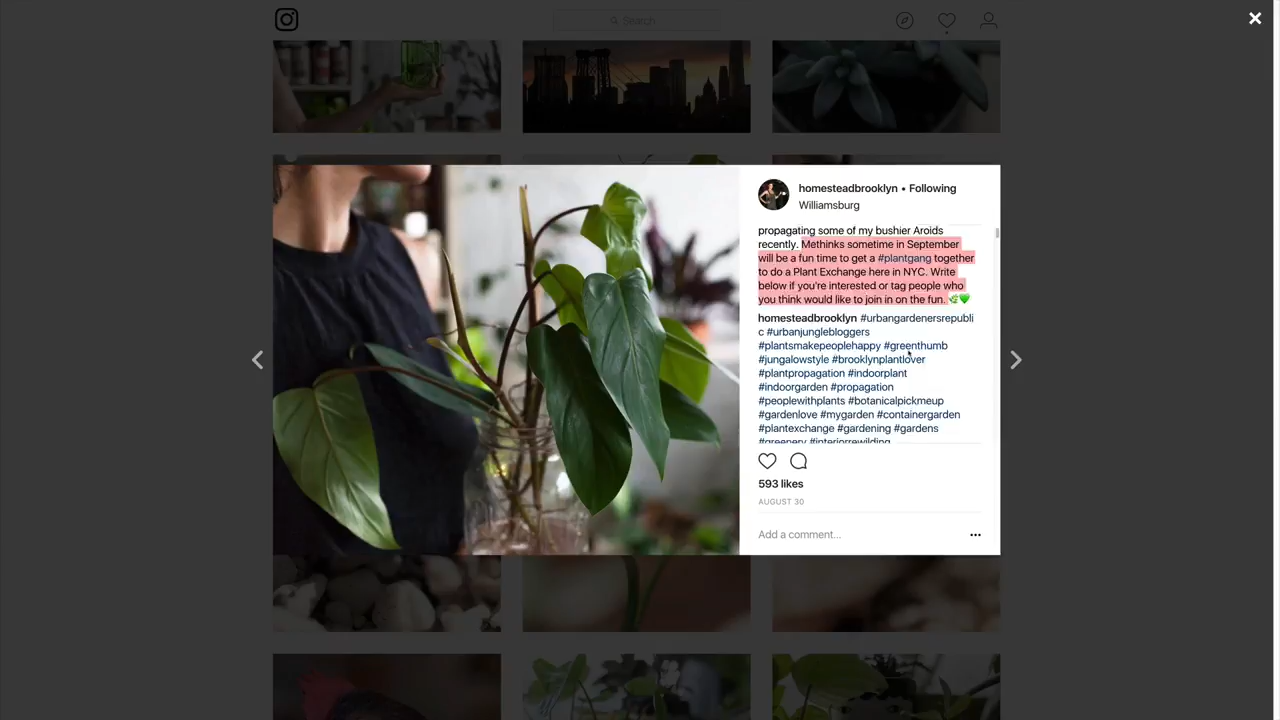 Search
homesteadbrooklyn • Following
Williamsburg
propagating some of my bushier Aroids
recently. Methinks sometime in September
will be a fun time to get a #plantgang together
to do a Plant Exchange here in NYC. Write
below if you're interested or tag people who
you think would like to join in on the fun. 🌿💚
homesteadbrooklyn #urbangardenersrepubli
c #urbanjunglebloggers
#plantsmakepeoplehappy #greenthumb
#jungalowstyle #brooklynplantlover
#plantpropagation #indoorplant
#indoorgarden #propagation
#peoplewithplants #botanicalpickmeup
#gardenlove #mygarden #containergarden
#plantexchange #gardening #gardens
#greenery #interiorrewilding
593 likes
AUGUST 30
Add a comment...